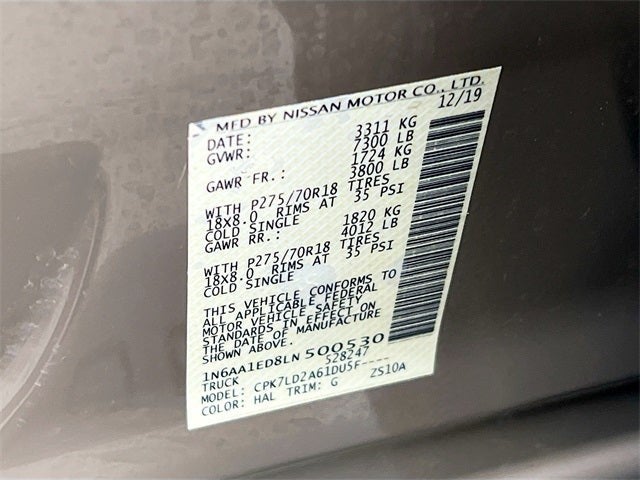 MFD BY NISSAN MOTOR CO., LTD.
DATE: 12/19
GVWR: 3311 KG
7300 LB
GAWR FR.: 1724 KG
3800 LB
WITH P275/70R18 TIRES
18X8.0 RIMS AT 35 PSI
COLD SINGLE
GAWR RR.: 1820 KG
4012 LB
WITH P275/70R18 TIRES
18X8.0 RIMS AT 35 PSI
COLD SINGLE
THIS VEHICLE CONFORMS TO
ALL APPLICABLE FEDERAL
MOTOR VEHICLE SAFETY
STANDARDS IN EFFECT ON
THE DATE OF MANUFACTURE
SHOWN ABOVE.
1N6AA1ED8LN 500530
TRUCK 528247
MODEL: CPK7LD2A61DU5F----
COLOR: HAL TRIM: G ZS10A